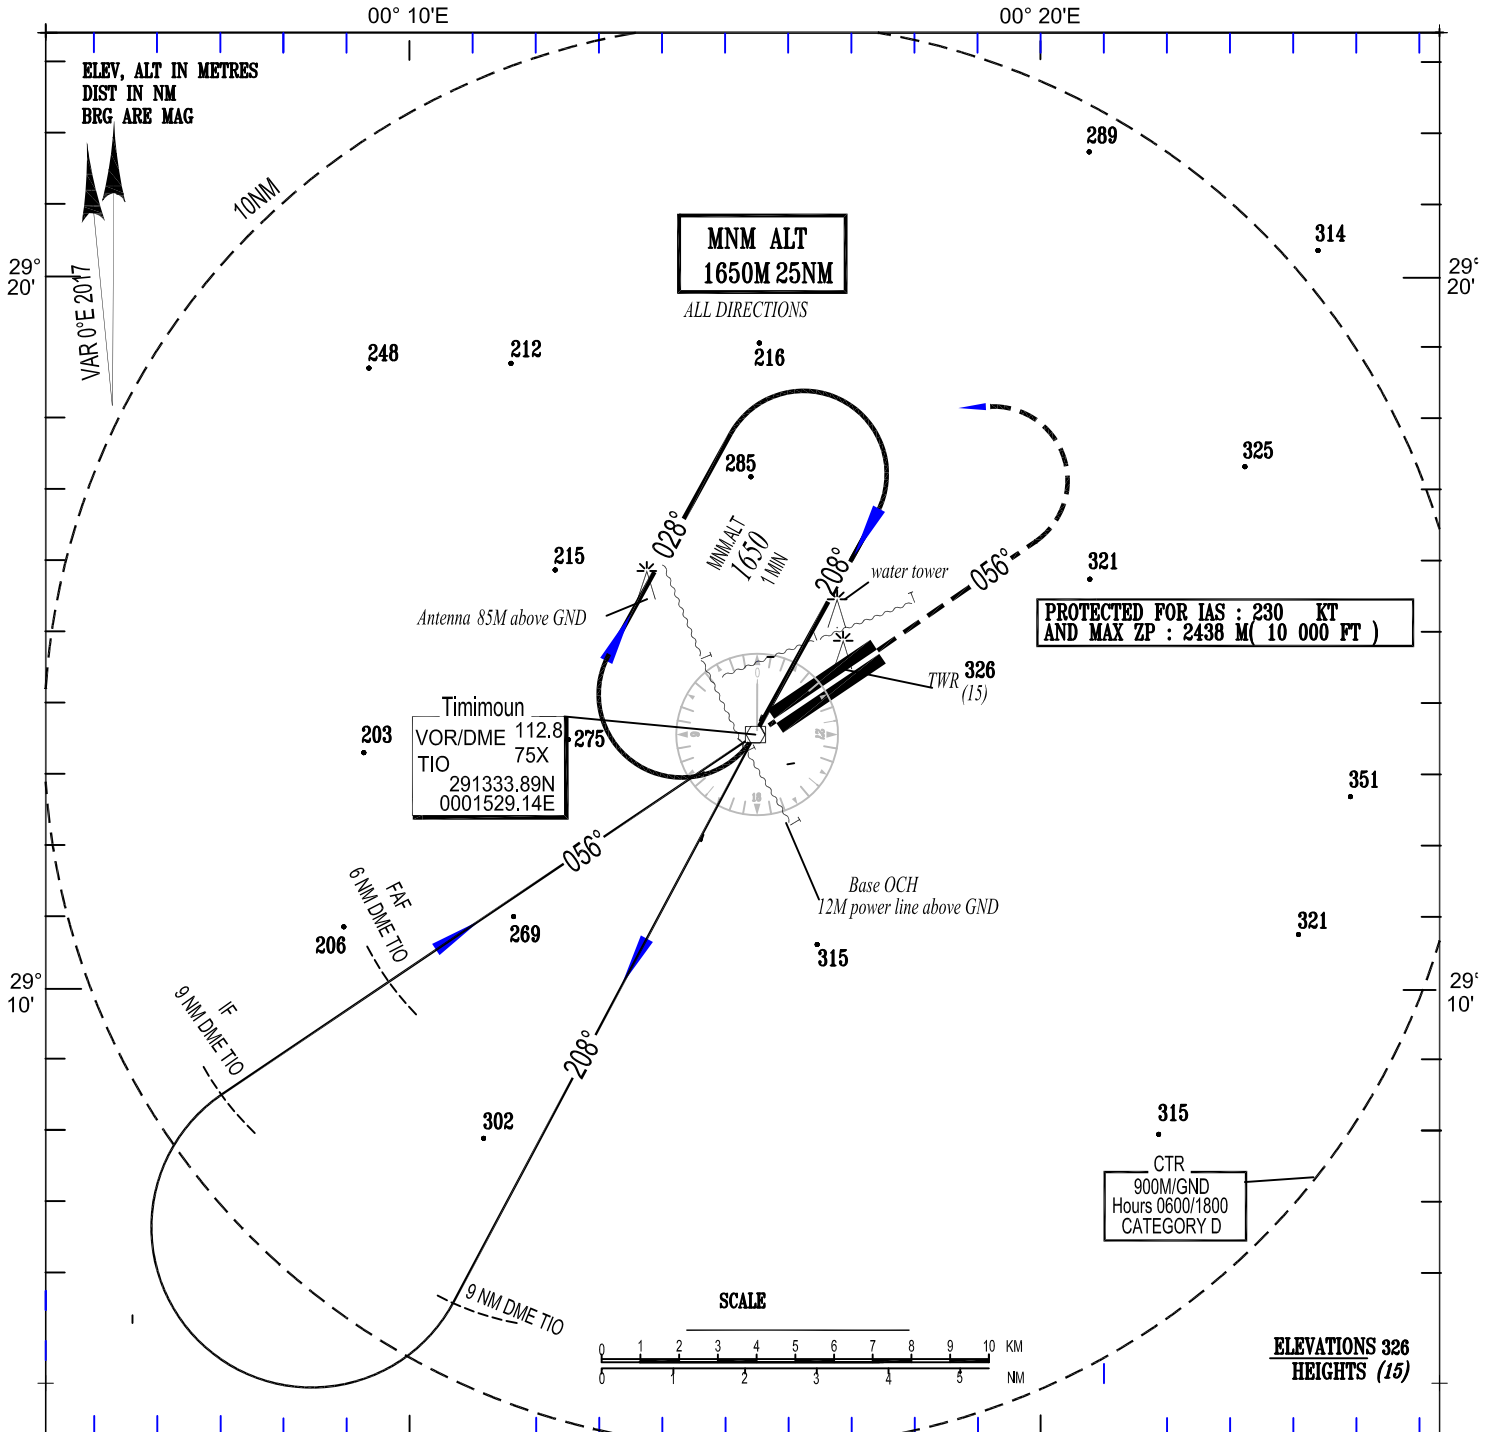 00° 10'E
00° 20'E
ELEV, ALT IN METRES
DIST IN NM
BRG ARE MAG
289
10NM
314
MNM ALT
1650M 25NM
ALL DIRECTIONS
29°
20'
29°
20'
VAR 0°E 2017
248
212
216
285
325
028°
MNM.ALT
1650
1 MIN
208°
056°
215
water tower
321
Antenna 85M above GND
PROTECTED FOR IAS : 230 KT
AND MAX ZP : 2438 M( 10 000 FT )
326
TWR (15)
0
12
18
Timimoun
VOR/DME 112.8
TIO 75X
291333.89N
0001529.14E
203
275
351
056°
FAF
6 NM DME TIO
Base OCH
12M power line above GND
206
269
315
321
29°
10'
29°
10'
IF
9 NM DME TIO
208°
302
315
CTR
900M/GND
Hours 0600/1800
CATEGORY D
9 NM DME TIO
SCALE
0 1 2 3 4 5 6 7 8 9 10 KM
0 1 2 3 4 5 NM
ELEVATIONS 326
HEIGHTS (15)